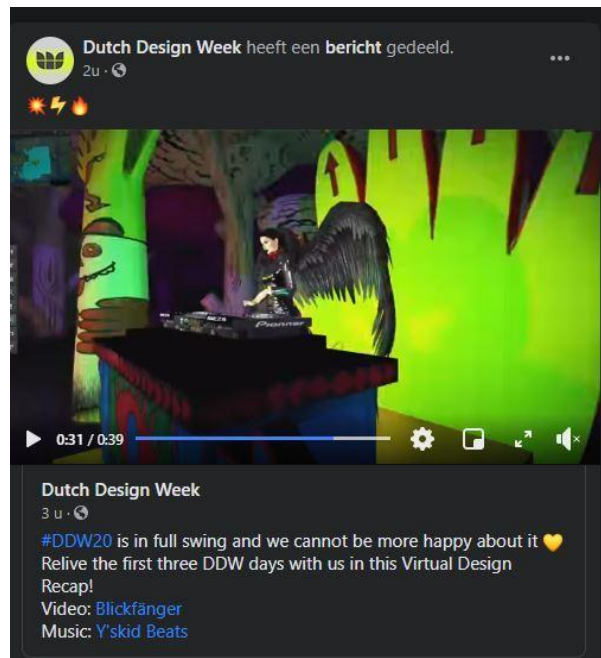 Dutch Design Week heeft een bericht gedeeld.
2u ·
Pioneer
0:31 / 0:39
Dutch Design Week
3 u ·
#DDW20 is in full swing and we cannot be more happy about it 💛
Relive the first three DDW days with us in this Virtual Design
Recap!
Video: Blickfänger
Music: Y'skid Beats